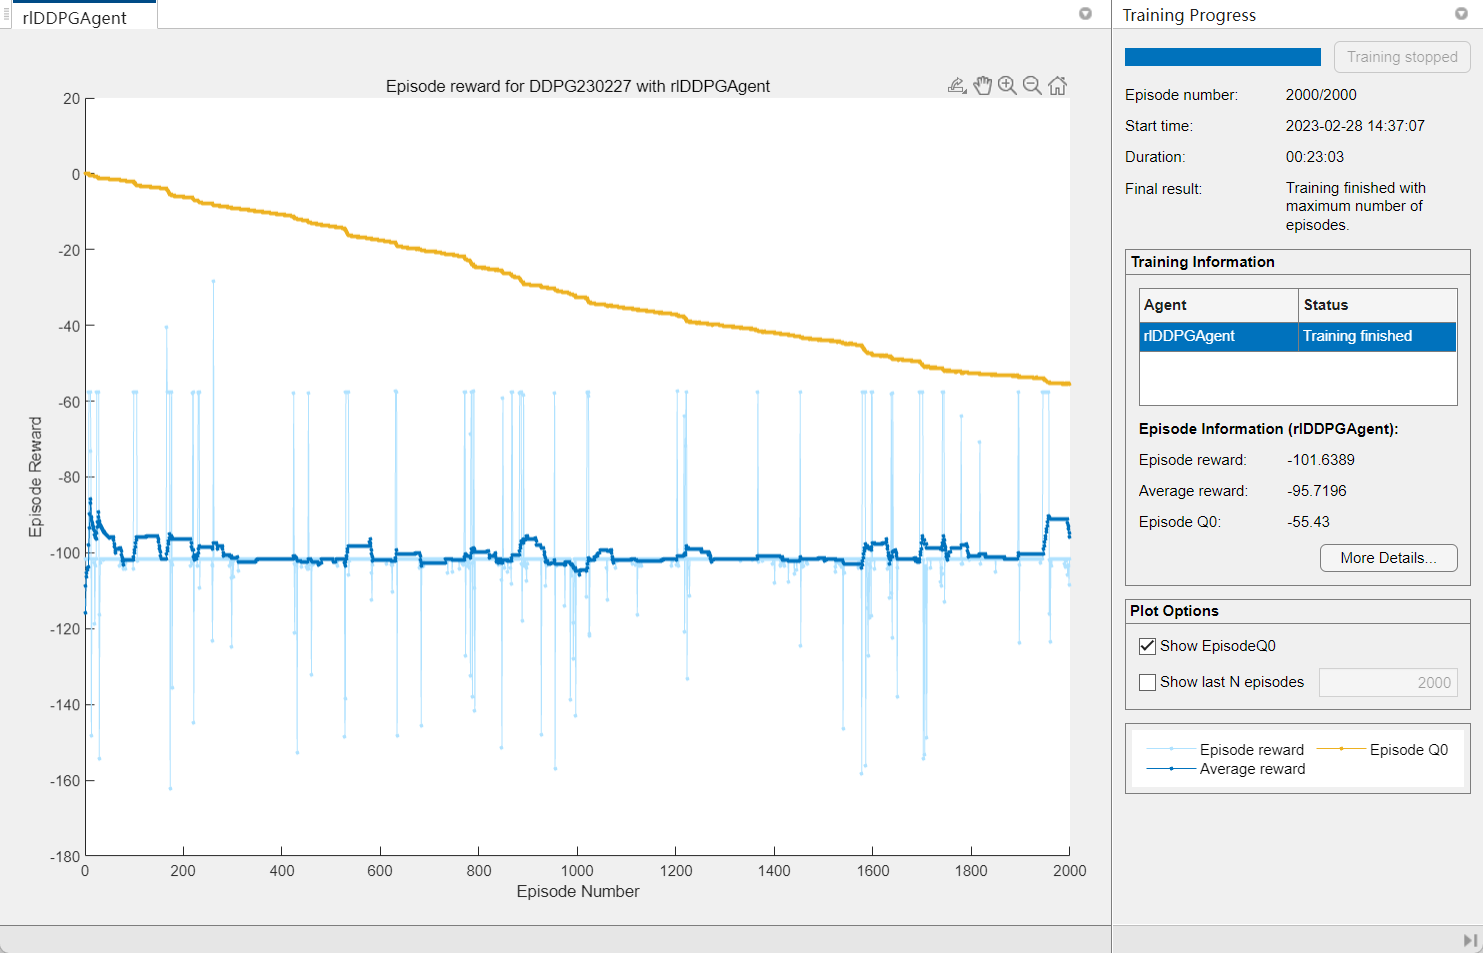 rlDDPGAgent
Episode reward for DDPG230227 with rlDDPGAgent
20
0
-20
-40
-60
-80
-100
-120
-140
-160
-180
Episode Reward
0 200 400 600 800 1000 1200 1400 1600 1800 2000
Episode Number
Training Progress
Training stopped
Episode number: 2000/2000
Start time: 2023-02-28 14:37:07
Duration: 00:23:03
Final result: Training finished with
maximum number of
episodes.
Training Information
Agent Status
rlDDPGAgent Training finished
Episode Information (rlDDPGAgent):
Episode reward: -101.6389
Average reward: -95.7196
Episode Q0: -55.43
More Details...
Plot Options
Show EpisodeQ0
Show last N episodes 2000
Episode reward Episode Q0
Average reward